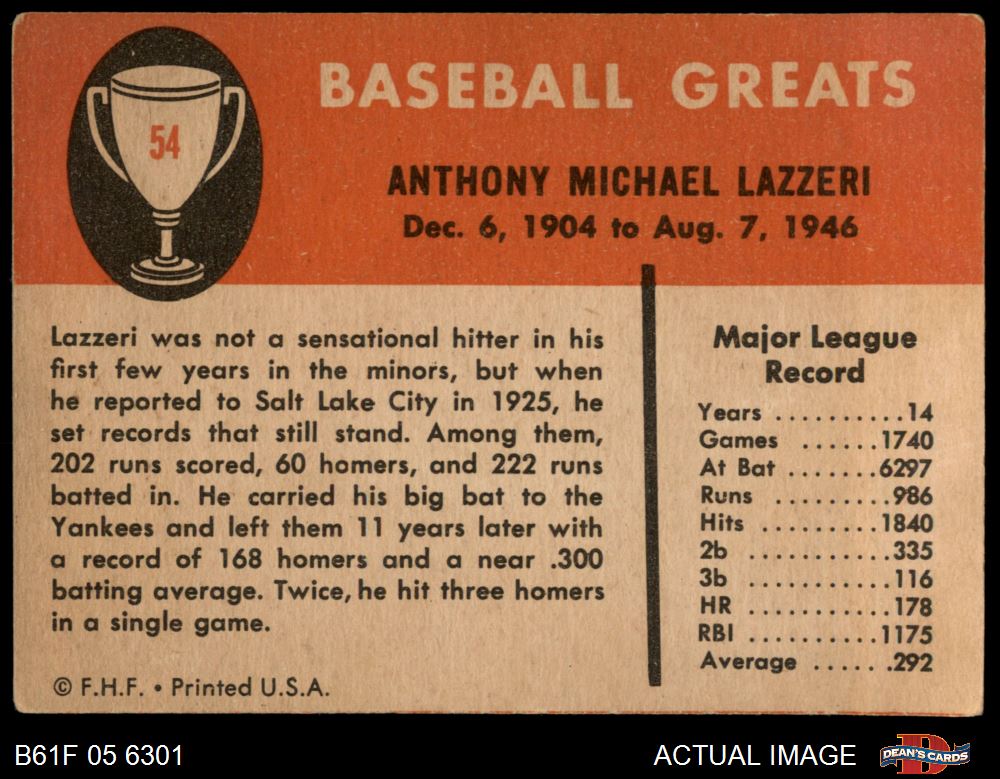 54
BASEBALL GREATS
ANTHONY MICHAEL LAZZERI
Dec. 6, 1904 to Aug. 7, 1946
Lazzeri was not a sensational hitter in his
first few years in the minors, but when
he reported to Salt Lake City in 1925, he
set records that still stand. Among them,
202 runs scored, 60 homers, and 222 runs
batted in. He carried his big bat to the
Yankees and left them 11 years later with
a record of 168 homers and a near .300
batting average. Twice, he hit three homers
in a single game.
© F.H.F. • Printed U.S.A.
Major League
Record
Years ..........14
Games ......1740
At Bat .......6297
Runs .........986
Hits .........1840
2b ...........335
3b ...........116
HR ...........178
RBI .........1175
Average ......292
B61F 05 6301
ACTUAL IMAGE
D
DEAN'S CARDS